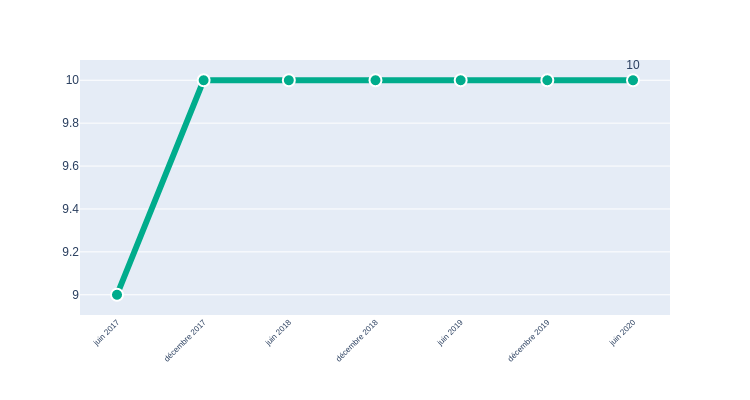 10
10
9.8
9.6
9.4
9.2
9
juin 2017
décembre 2017
juin 2018
décembre 2018
juin 2019
décembre 2019
juin 2020